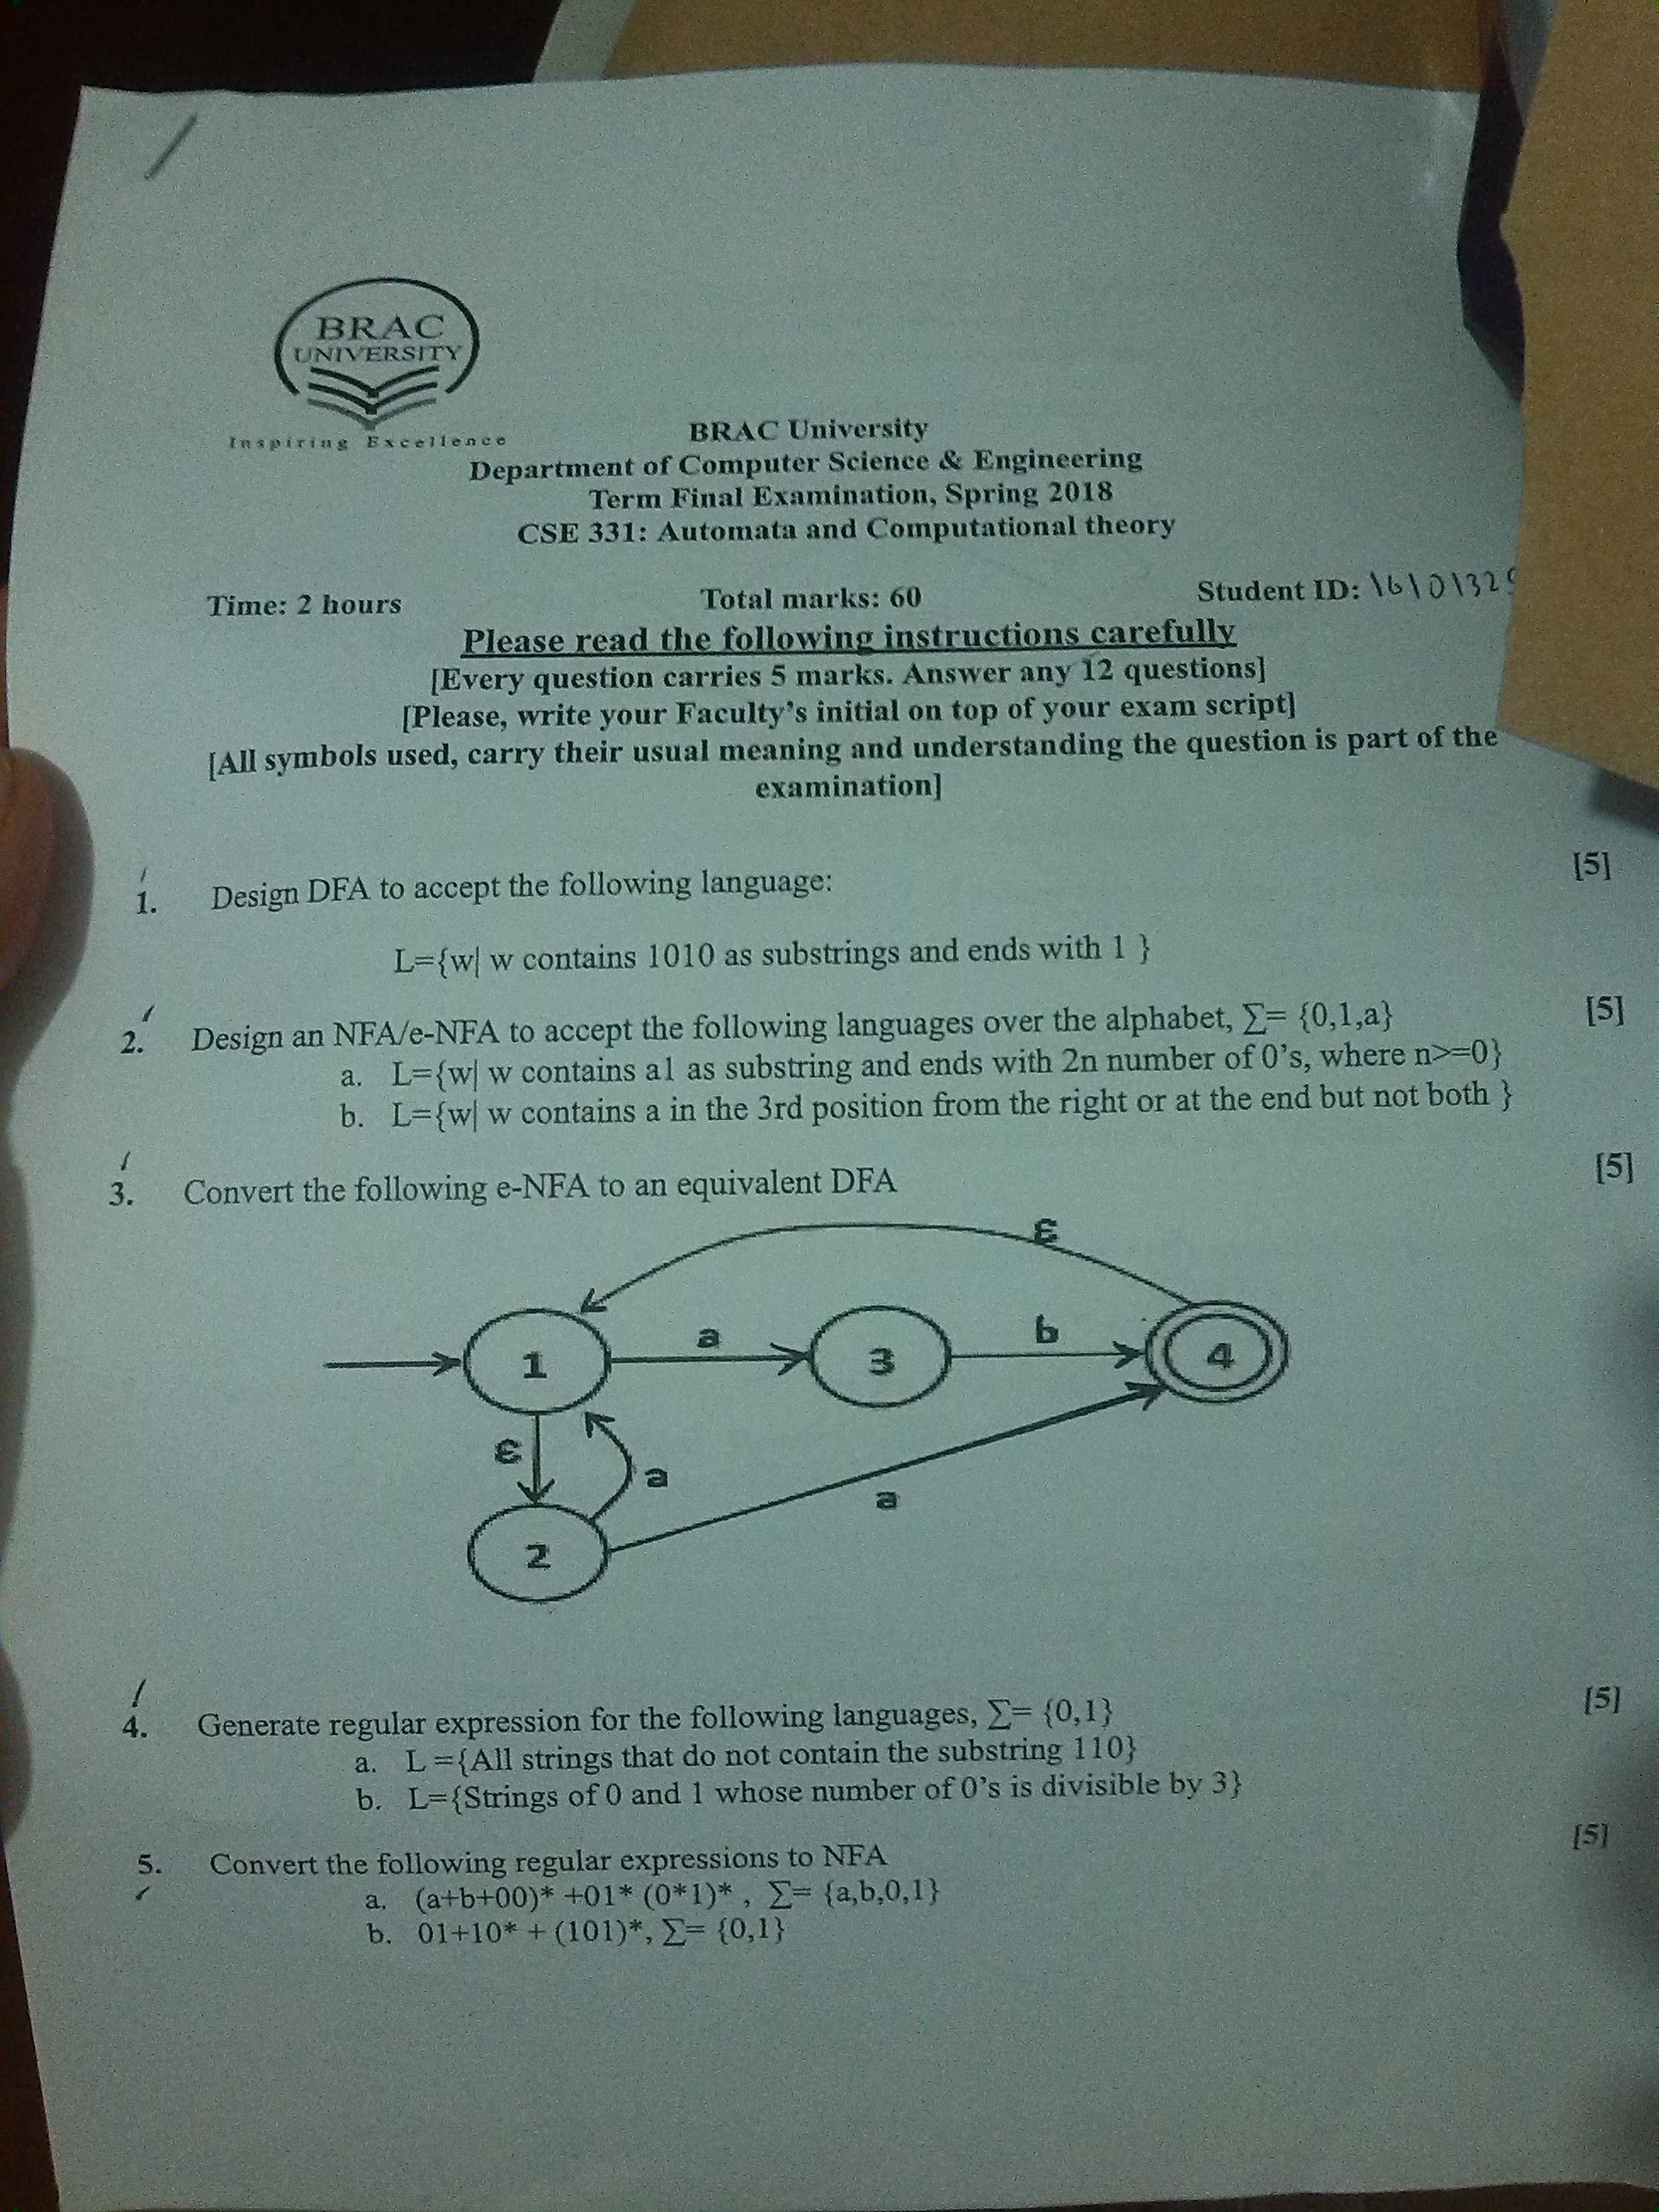 BRAC
UNIVERSITY
Inspiring Excellence
BRAC University
Department of Computer Science & Engineering
Term Final Examination, Spring 2018
CSE 331: Automata and Computational theory
Time: 2 hours Total marks: 60 Student ID: 1610132
Please read the following instructions carefully
[Every question carries 5 marks. Answer any 12 questions]
[Please, write your Faculty's initial on top of your exam script]
[All symbols used, carry their usual meaning and understanding the question is part of the
examination]
1. Design DFA to accept the following language: [5]
L={w| w contains 1010 as substrings and ends with 1 }
2. Design an NFA/e-NFA to accept the following languages over the alphabet, ∑= {0,1,a} [5]
a. L={w| w contains a1 as substring and ends with 2n number of 0's, where n>=0}
b. L={w| w contains a in the 3rd position from the right or at the end but not both }
3. Convert the following e-NFA to an equivalent DFA [5]
ε
1 a 3 b 4
ε a
a
2
4. Generate regular expression for the following languages, ∑= {0,1} [5]
a. L ={All strings that do not contain the substring 110}
b. L={Strings of 0 and 1 whose number of 0's is divisible by 3}
5. Convert the following regular expressions to NFA [5]
a. (a+b+00)* +01* (0*1)* , ∑= {a,b,0,1}
b. 01+10* + (101)*, ∑= {0,1}